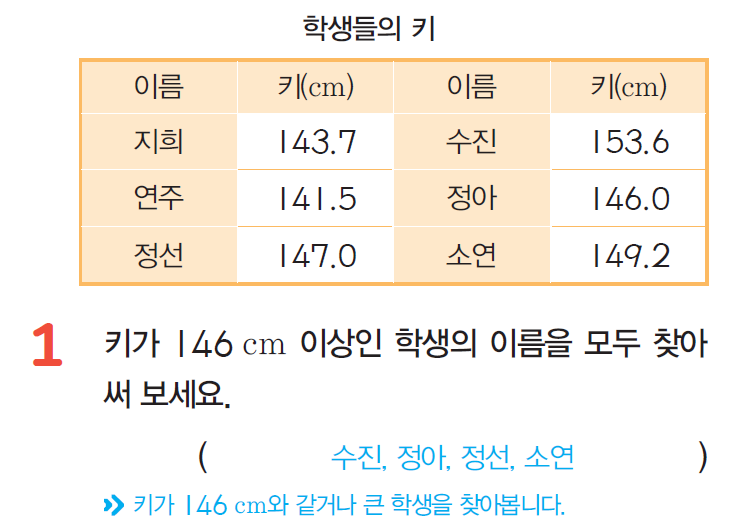 학생들의 키
이름 키(cm) 이름 키(cm)
지희 143.7 수진 153.6
연주 141.5 정아 146.0
정선 147.0 소연 149.2
1 키가 146 cm 이상인 학생의 이름을 모두 찾아
써 보세요.
( 수진, 정아, 정선, 소연 )
» 키가 146 cm와 같거나 큰 학생을 찾아봅니다.